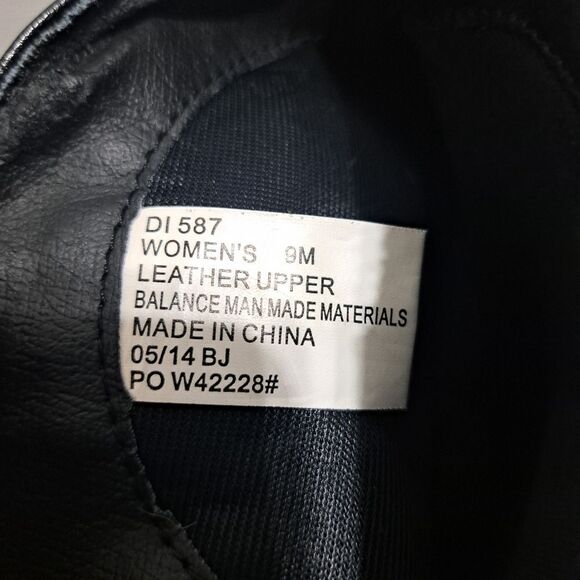 DI 587
WOMEN'S 9M
LEATHER UPPER
BALANCE MAN MADE MATERIALS
MADE IN CHINA
05/14 BJ
PO W42228#